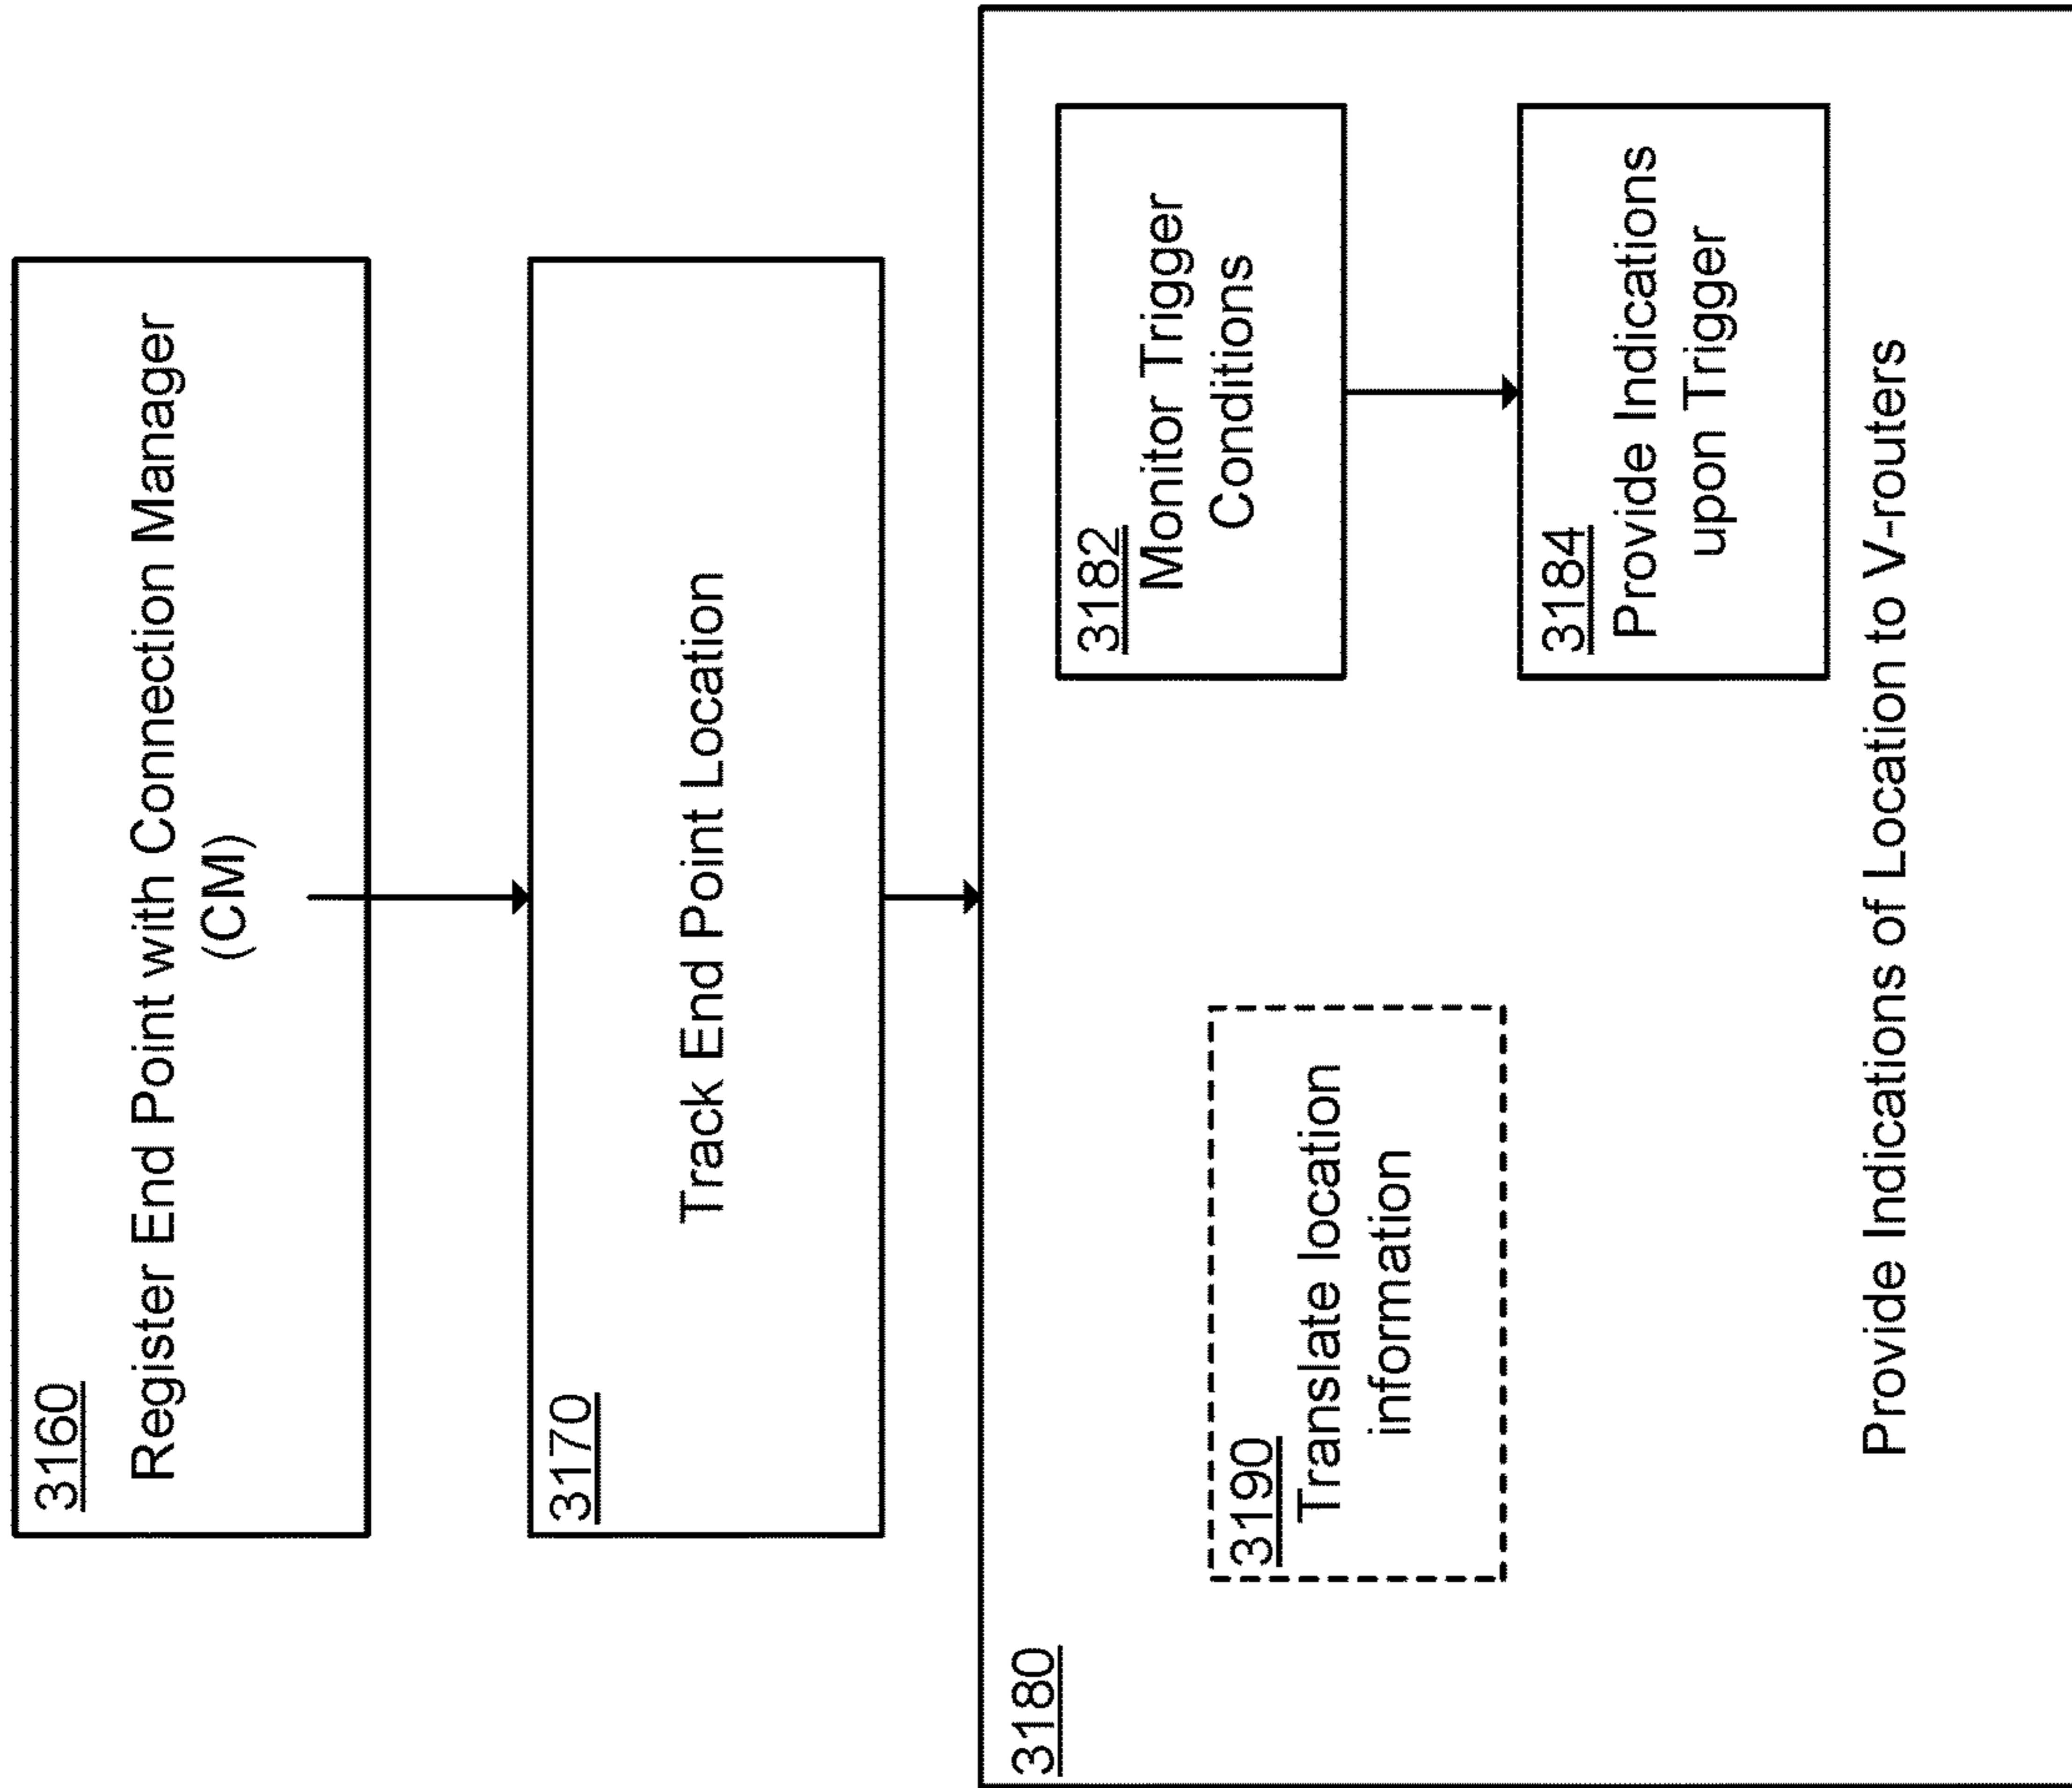 3160
Register End Point with Connection Manager
(CM)
3170
Track End Point Location
3180
3190
Translate location
information
3182
Monitor Trigger
Conditions
3184
Provide Indications
upon Trigger
Provide Indications of Location to V-routers